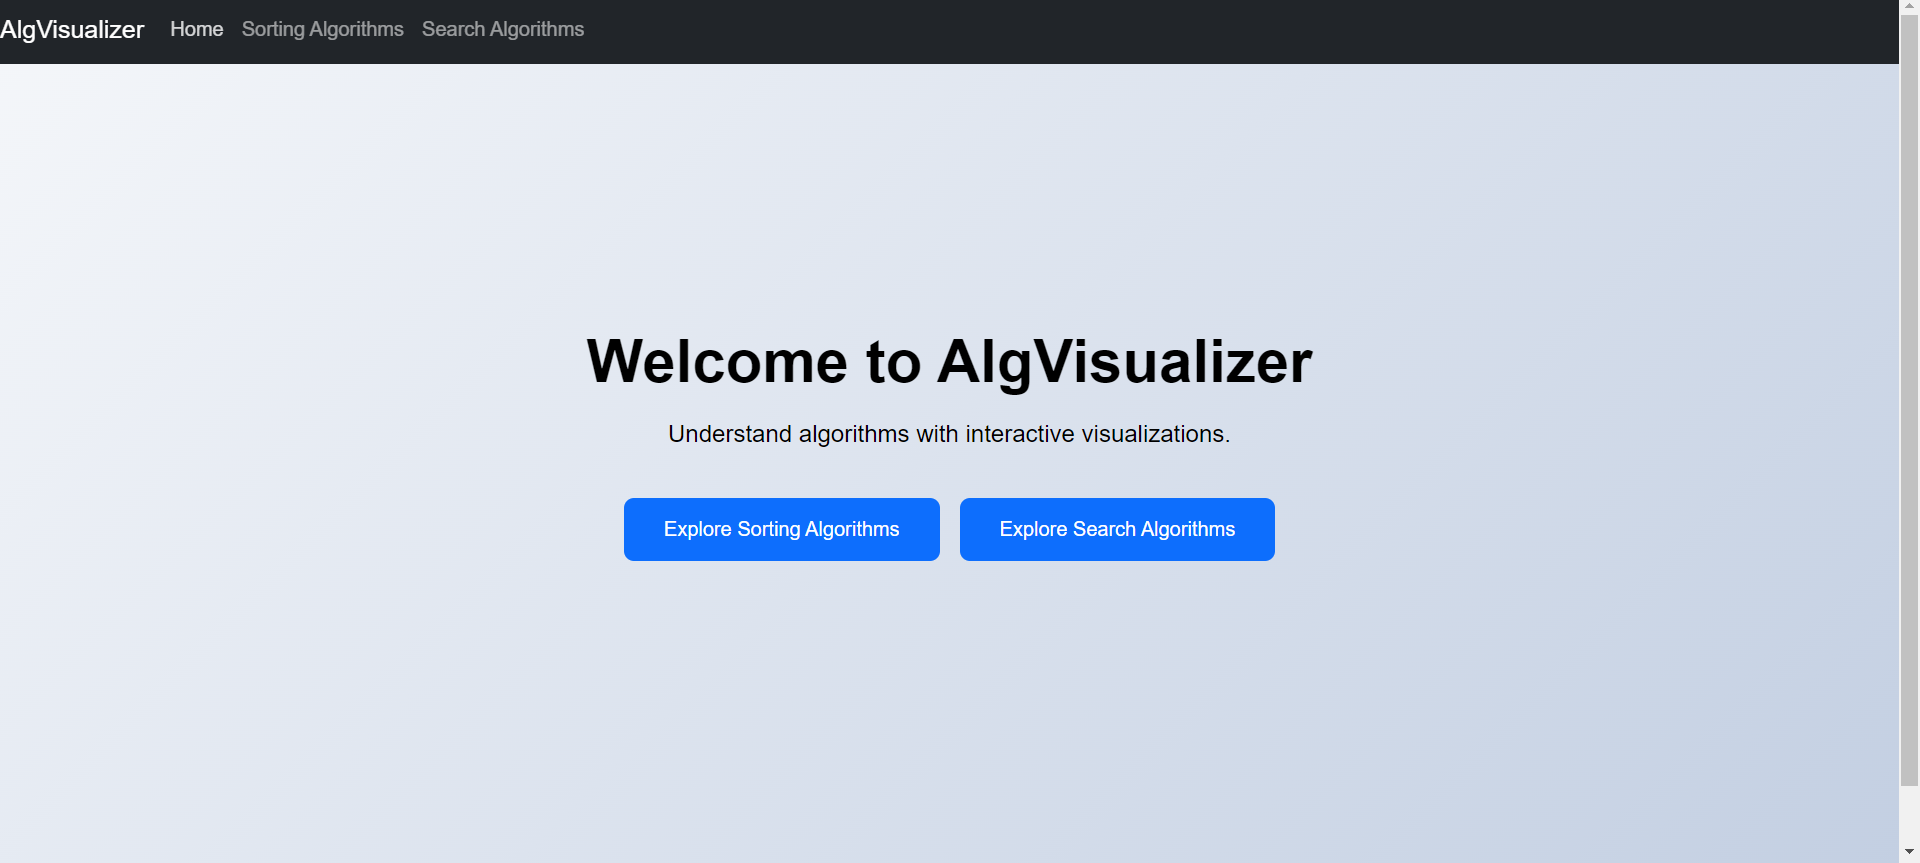 AlgVisualizer Home Sorting Algorithms Search Algorithms
Welcome to AlgVisualizer
Understand algorithms with interactive visualizations.
Explore Sorting Algorithms Explore Search Algorithms